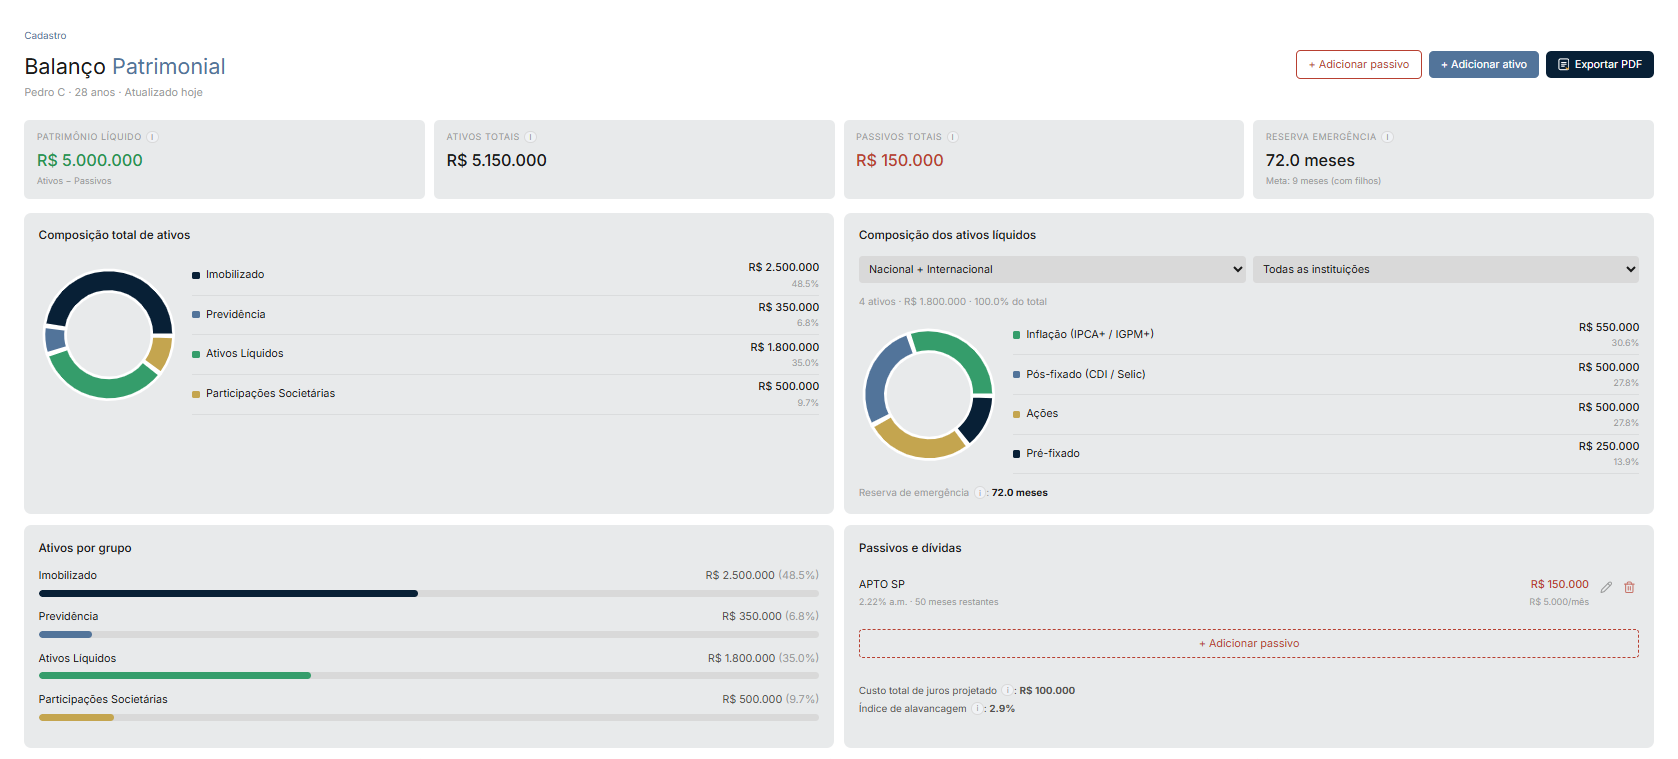 Cadastro
Balanço Patrimonial
Pedro C · 28 anos · Atualizado hoje
+ Adicionar passivo
+ Adicionar ativo
Exportar PDF
PATRIMÔNIO LÍQUIDO i
R$ 5.000.000
Ativos − Passivos
ATIVOS TOTAIS i
R$ 5.150.000
PASSIVOS TOTAIS i
R$ 150.000
RESERVA EMERGÊNCIA i
72.0 meses
Meta: 9 meses (com filhos)
Composição total de ativos
Imobilizado R$ 2.500.000
48.5%
Previdência R$ 350.000
6.8%
Ativos Líquidos R$ 1.800.000
35.0%
Participações Societárias R$ 500.000
9.7%
Composição dos ativos líquidos
Nacional + Internacional
Todas as instituições
4 ativos · R$ 1.800.000 · 100.0% do total
Inflação (IPCA+ / IGPM+) R$ 550.000
30.6%
Pós-fixado (CDI / Selic) R$ 500.000
27.8%
Ações R$ 500.000
27.8%
Pré-fixado R$ 250.000
13.9%
Reserva de emergência i : 72.0 meses
Ativos por grupo
Imobilizado R$ 2.500.000 (48.5%)
Previdência R$ 350.000 (6.8%)
Ativos Líquidos R$ 1.800.000 (35.0%)
Participações Societárias R$ 500.000 (9.7%)
Passivos e dívidas
APTO SP R$ 150.000
2.22% a.m. · 50 meses restantes R$ 5.000/mês
+ Adicionar passivo
Custo total de juros projetado i : R$ 100.000
Índice de alavancagem i : 2.9%